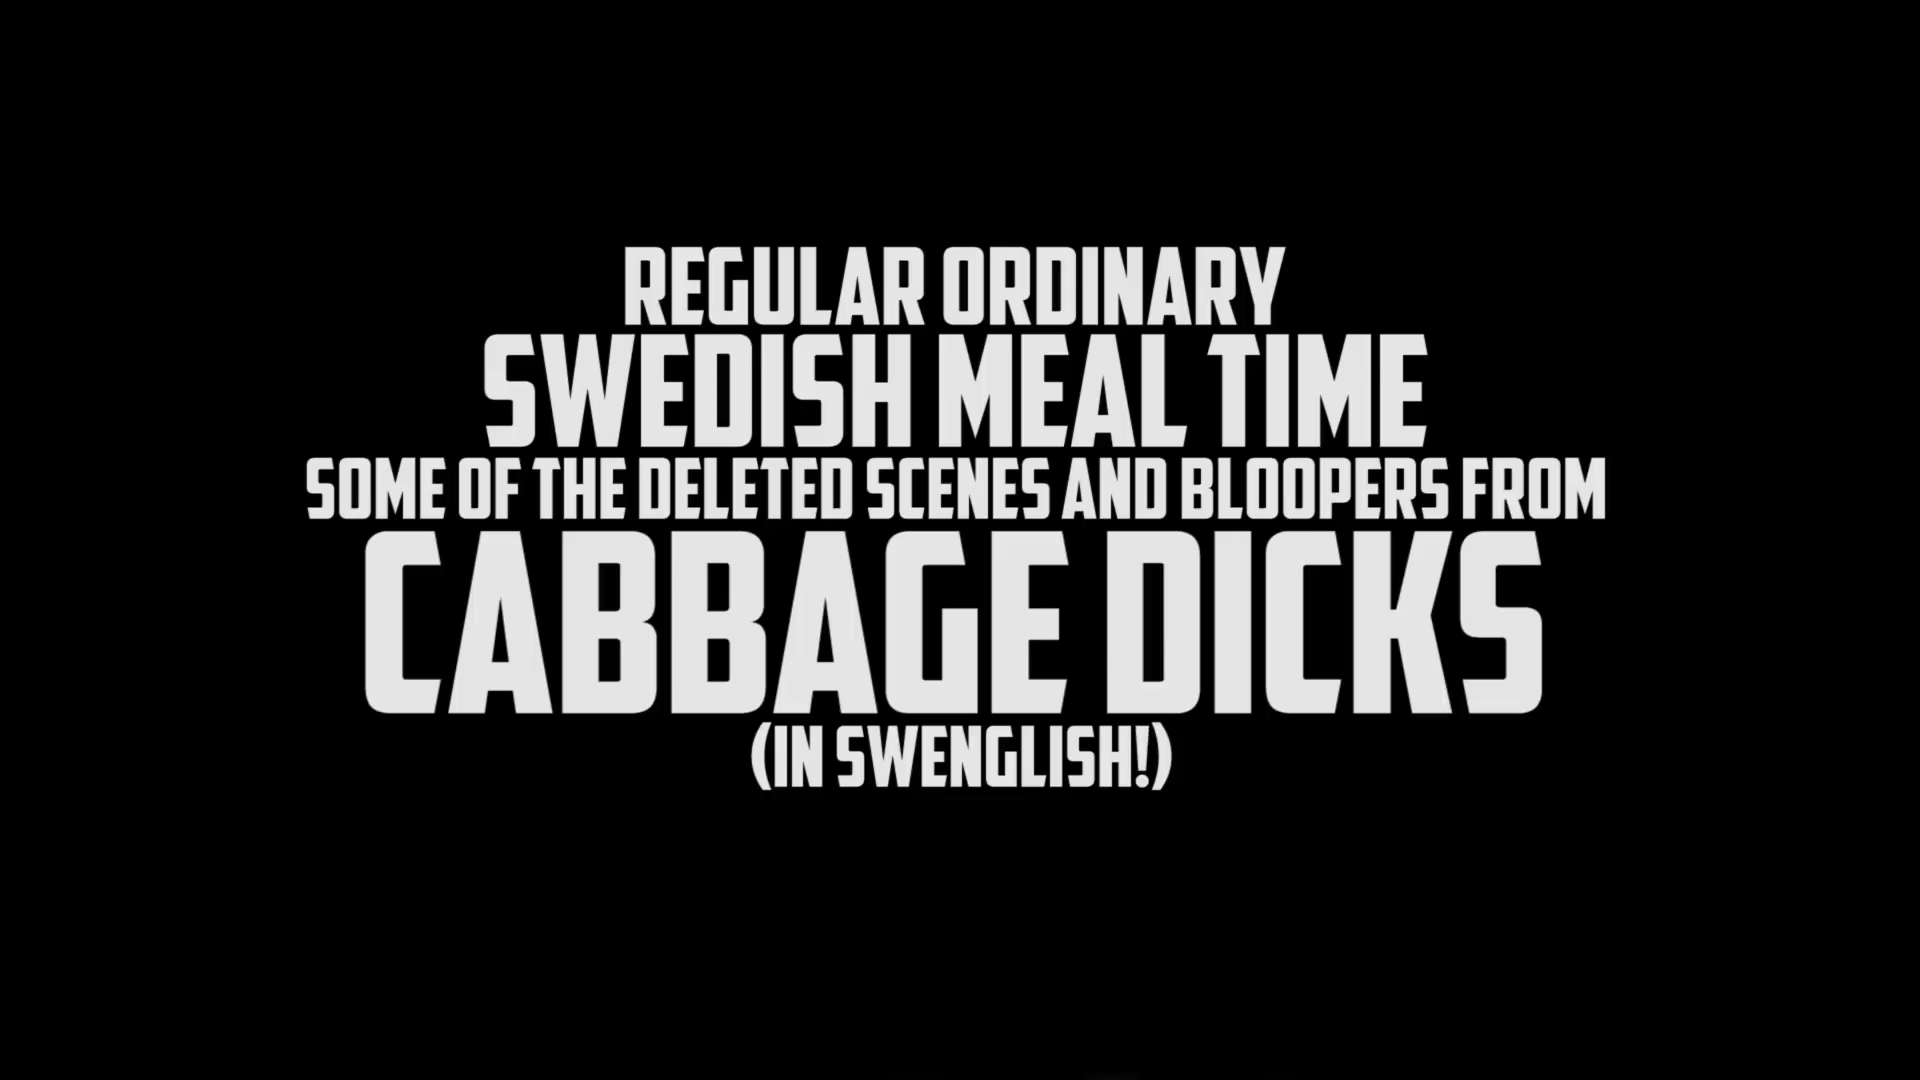 REGULAR ORDINARY
SWEDISH MEAL TIME
SOME OF THE DELETED SCENES AND BLOOPERS FROM
CABBAGE DICKS
(IN SWENGLISH!)